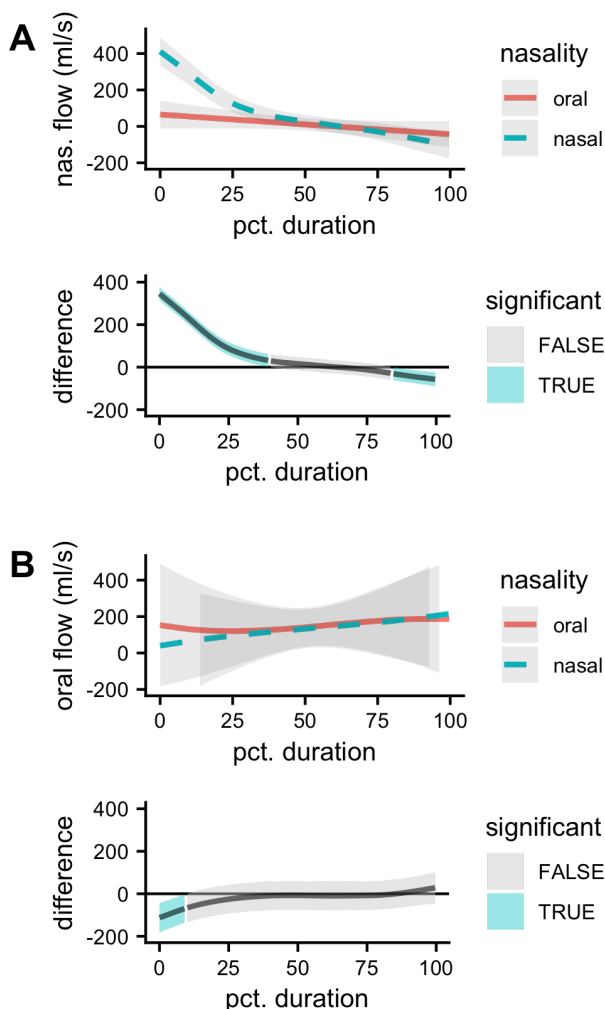 A
nas. flow (ml/s)
400
200
0
-200
0 25 50 75 100
pct. duration
nasality
oral
nasal
difference
400
200
0
-200
0 25 50 75 100
pct. duration
significant
FALSE
TRUE
B
oral flow (ml/s)
400
200
0
-200
0 25 50 75 100
pct. duration
nasality
oral
nasal
difference
400
200
0
-200
0 25 50 75 100
pct. duration
significant
FALSE
TRUE